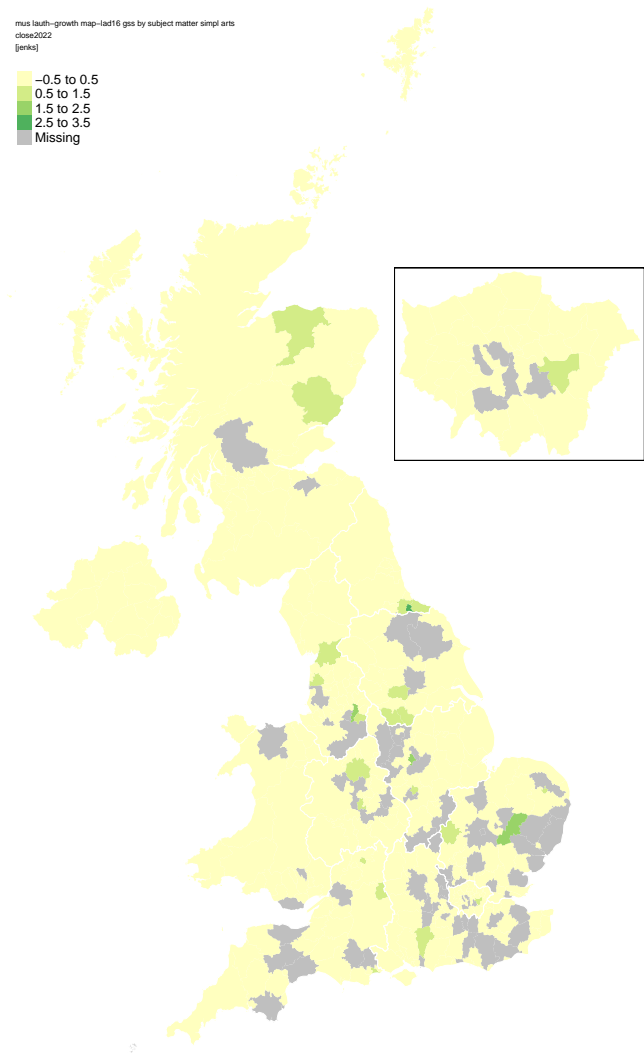 mus lauth−growth map−lad16 gss by subject matter simpl arts
close2022
[jenks]
−0.5 to 0.5
0.5 to 1.5
1.5 to 2.5
2.5 to 3.5
Missing